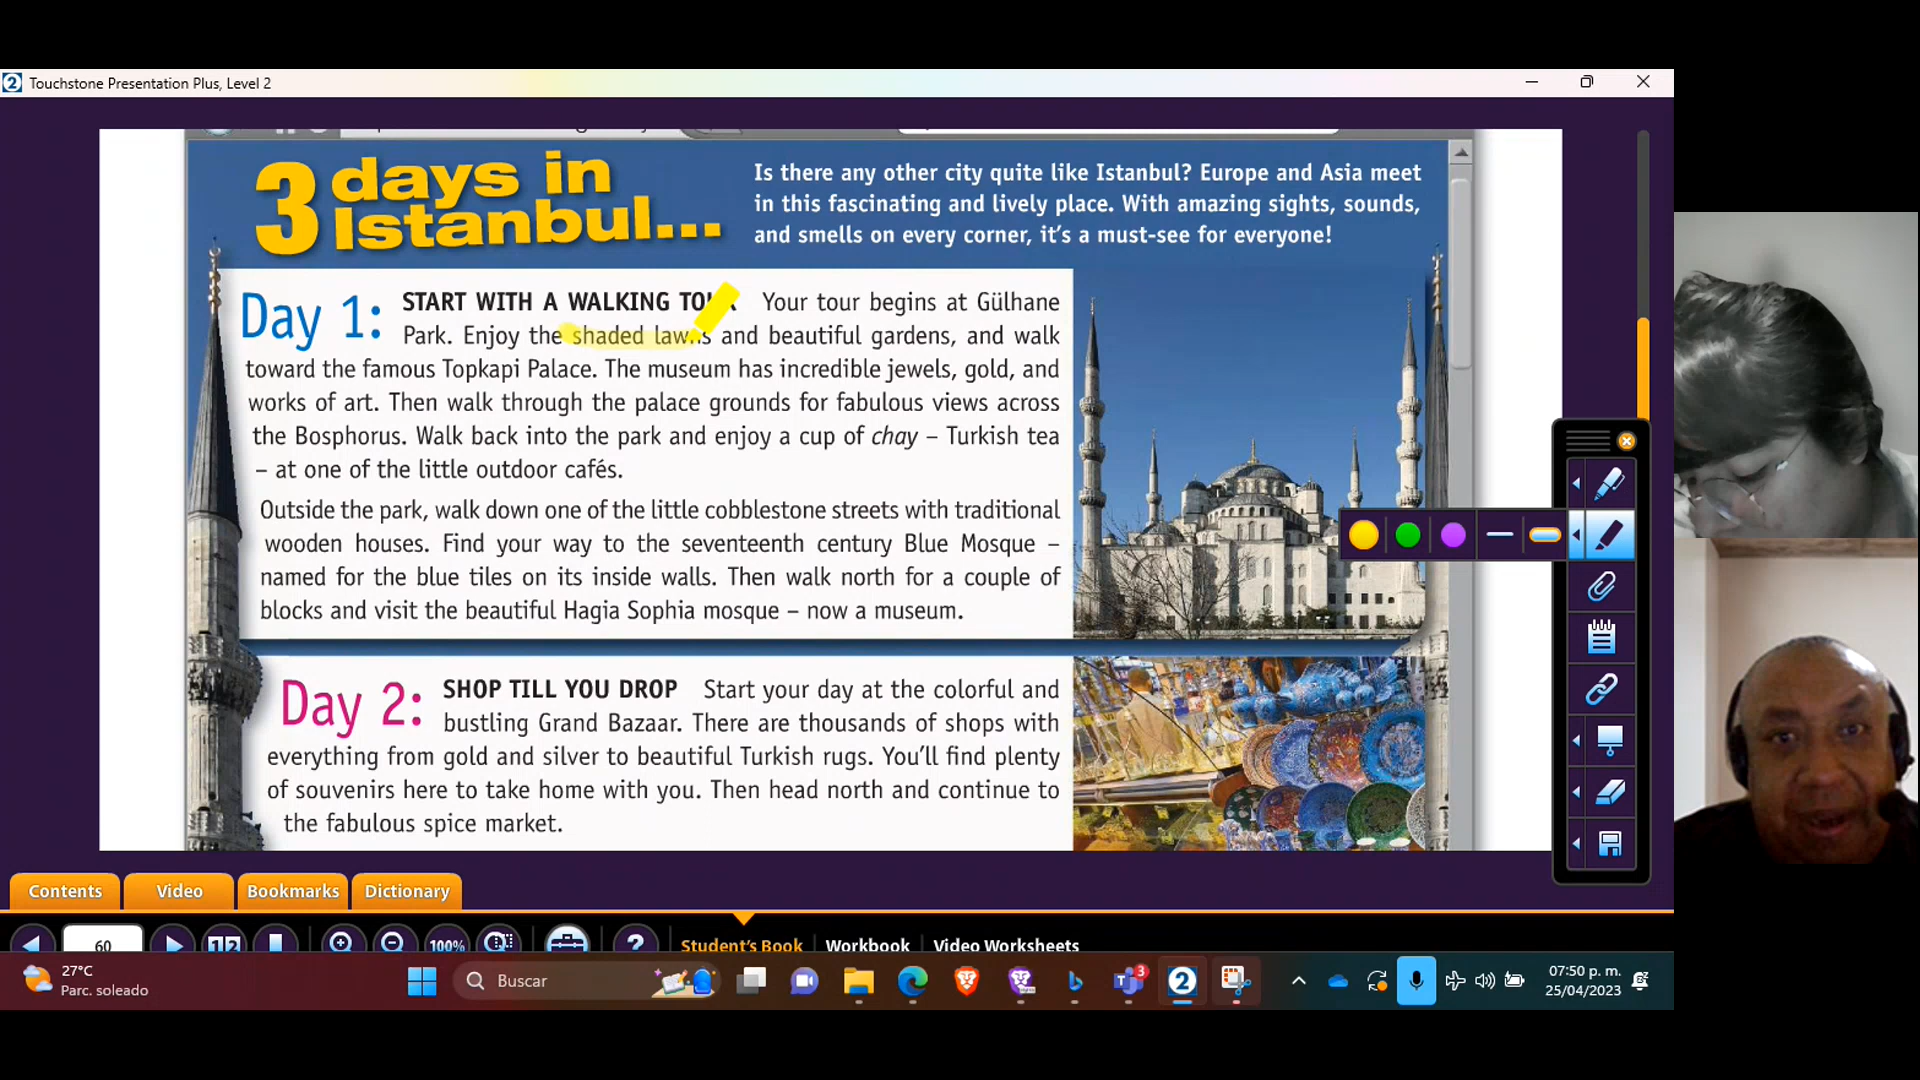 Touchstone Presentation Plus, Level 2
3 days in
Istanbul...
Is there any other city quite like Istanbul? Europe and Asia meet
in this fascinating and lively place. With amazing sights, sounds,
and smells on every corner, it's a must-see for everyone!
Day 1: START WITH A WALKING TOUR Your tour begins at Gülhane
Park. Enjoy the shaded lawns and beautiful gardens, and walk
toward the famous Topkapi Palace. The museum has incredible jewels, gold, and
works of art. Then walk through the palace grounds for fabulous views across
the Bosphorus. Walk back into the park and enjoy a cup of chay – Turkish tea
– at one of the little outdoor cafés.
Outside the park, walk down one of the little cobblestone streets with traditional
wooden houses. Find your way to the seventeenth century Blue Mosque –
named for the blue tiles on its inside walls. Then walk north for a couple of
blocks and visit the beautiful Hagia Sophia mosque – now a museum.
Day 2: SHOP TILL YOU DROP Start your day at the colorful and
bustling Grand Bazaar. There are thousands of shops with
everything from gold and silver to beautiful Turkish rugs. You'll find plenty
of souvenirs here to take home with you. Then head north and continue to
the fabulous spice market.
Contents Video Bookmarks Dictionary
60 12 100% ? Student's Book Workbook Video Worksheets
27°C
Parc. soleado
Buscar
3
2
07:50 p. m.
25/04/2023